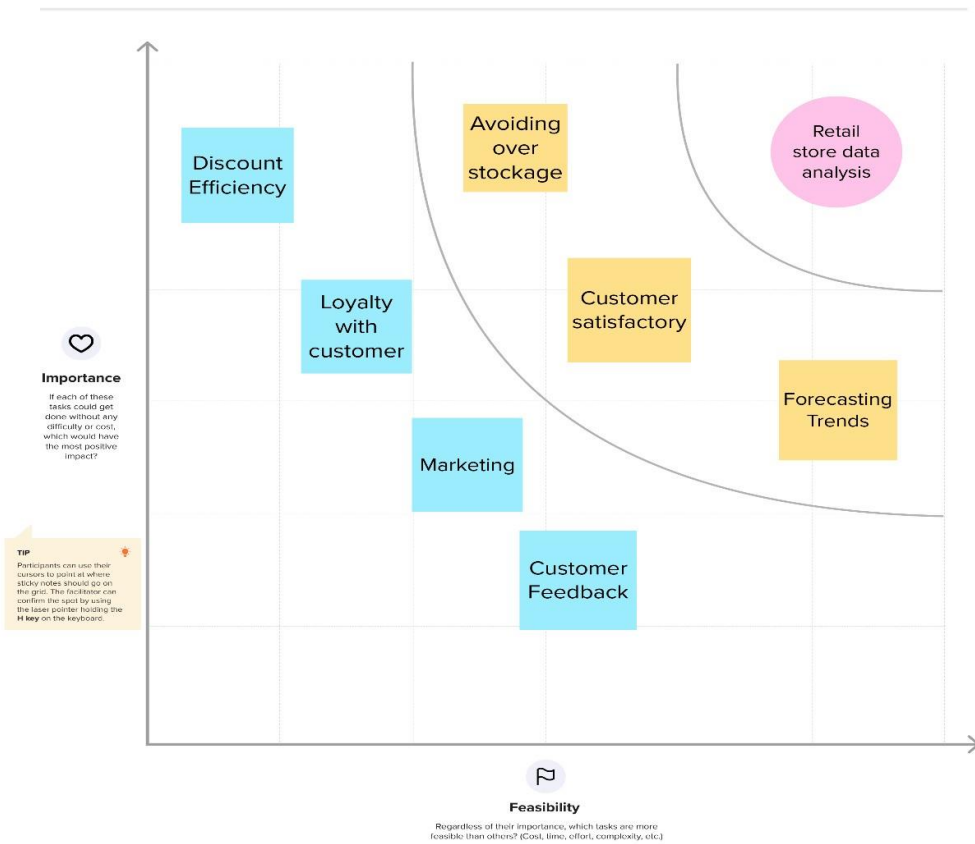 Discount
Efficiency
Avoiding
over
stockage
Retail
store data
analysis
Loyalty
with
customer
Customer
satisfactory
Forecasting
Trends
Marketing
Customer
Feedback
Importance
If each of these
tasks could get
done without any
difficulty or cost,
which would have
the most positive
impact?
TIP
Participants can use their
cursors to point at where
sticky notes should go on
the grid. The facilitator can
confirm the spot by using
the laser pointer holding the
H key on the keyboard.
Feasibility
Regardless of their importance, which tasks are more
feasible than others? (Cost, time, effort, complexity, etc.)